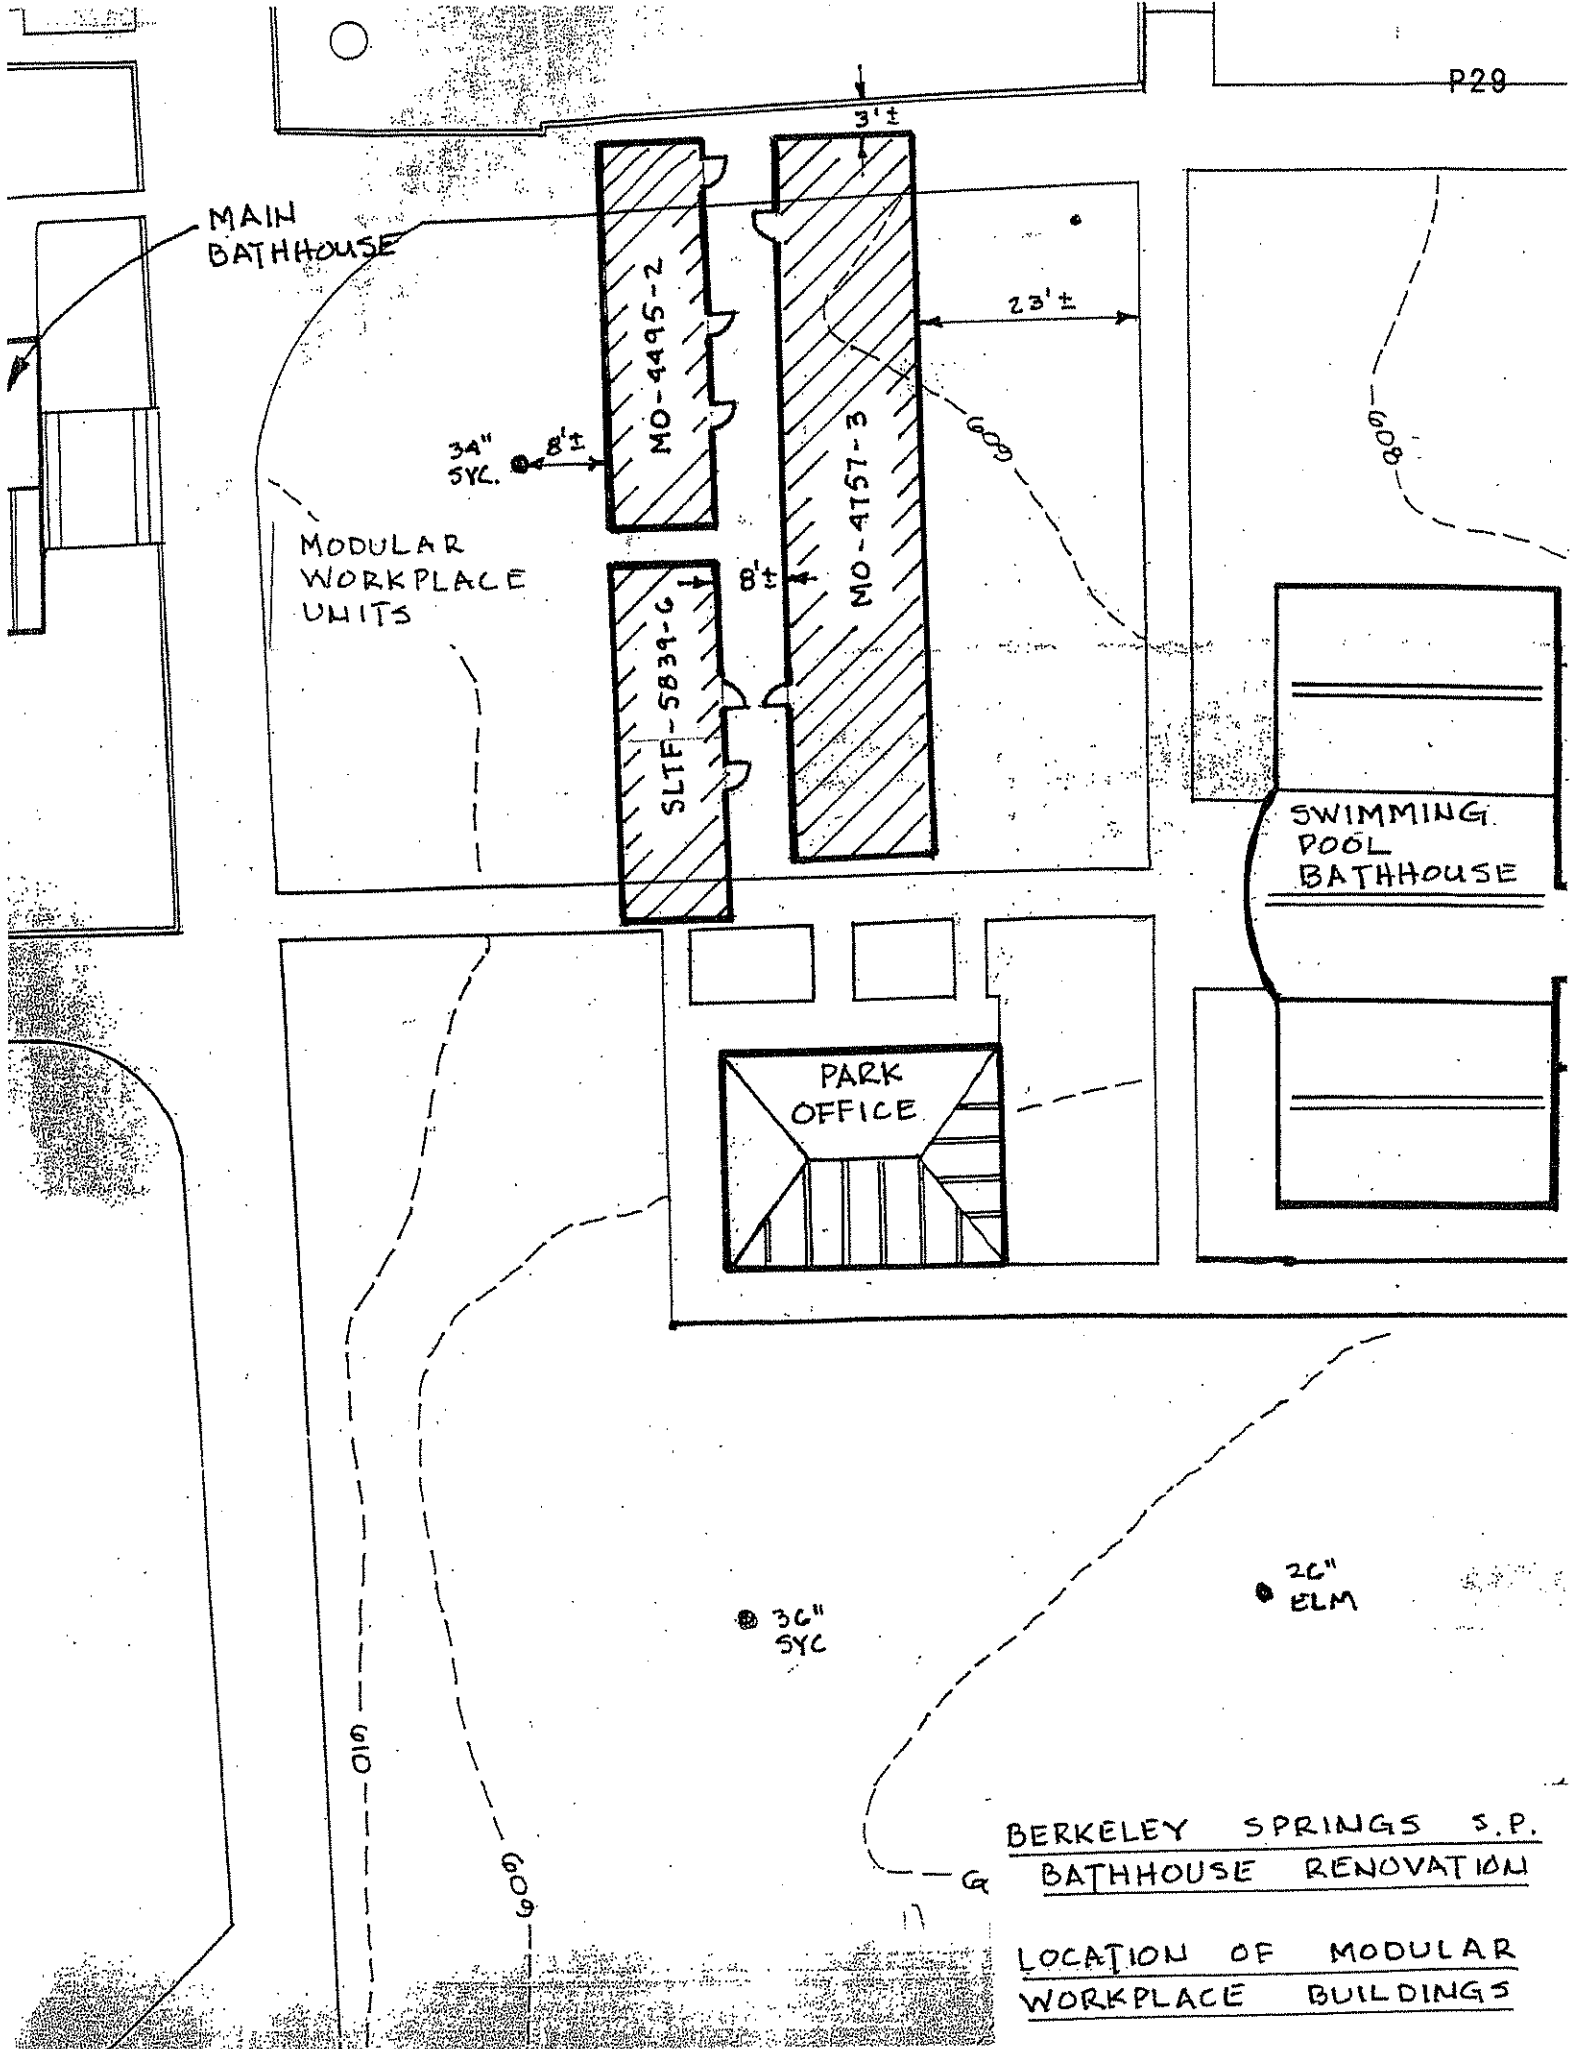 P29
3'±
MAIN
BATHHOUSE
MO-4495-2
23'±
34"
SYC.
8'±
MO-4757-3
609
608
MODULAR
WORKPLACE
UNITS
8'±
SLTF-5839-6
SWIMMING
POOL
BATHHOUSE
PARK
OFFICE
36"
SYC
26"
ELM
610
609
BERKELEY SPRINGS S.P.
BATHHOUSE RENOVATION
LOCATION OF MODULAR
WORKPLACE BUILDINGS